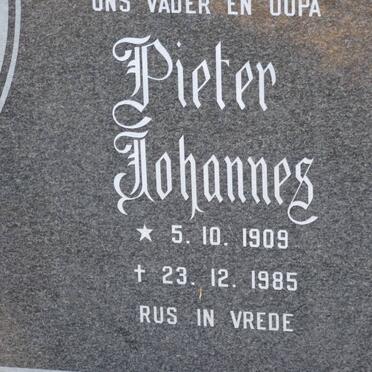 ONS VADER EN OUPA
Pieter
Johannes
★ 5. 10. 1909
† 23. 12. 1985
RUS IN VREDE